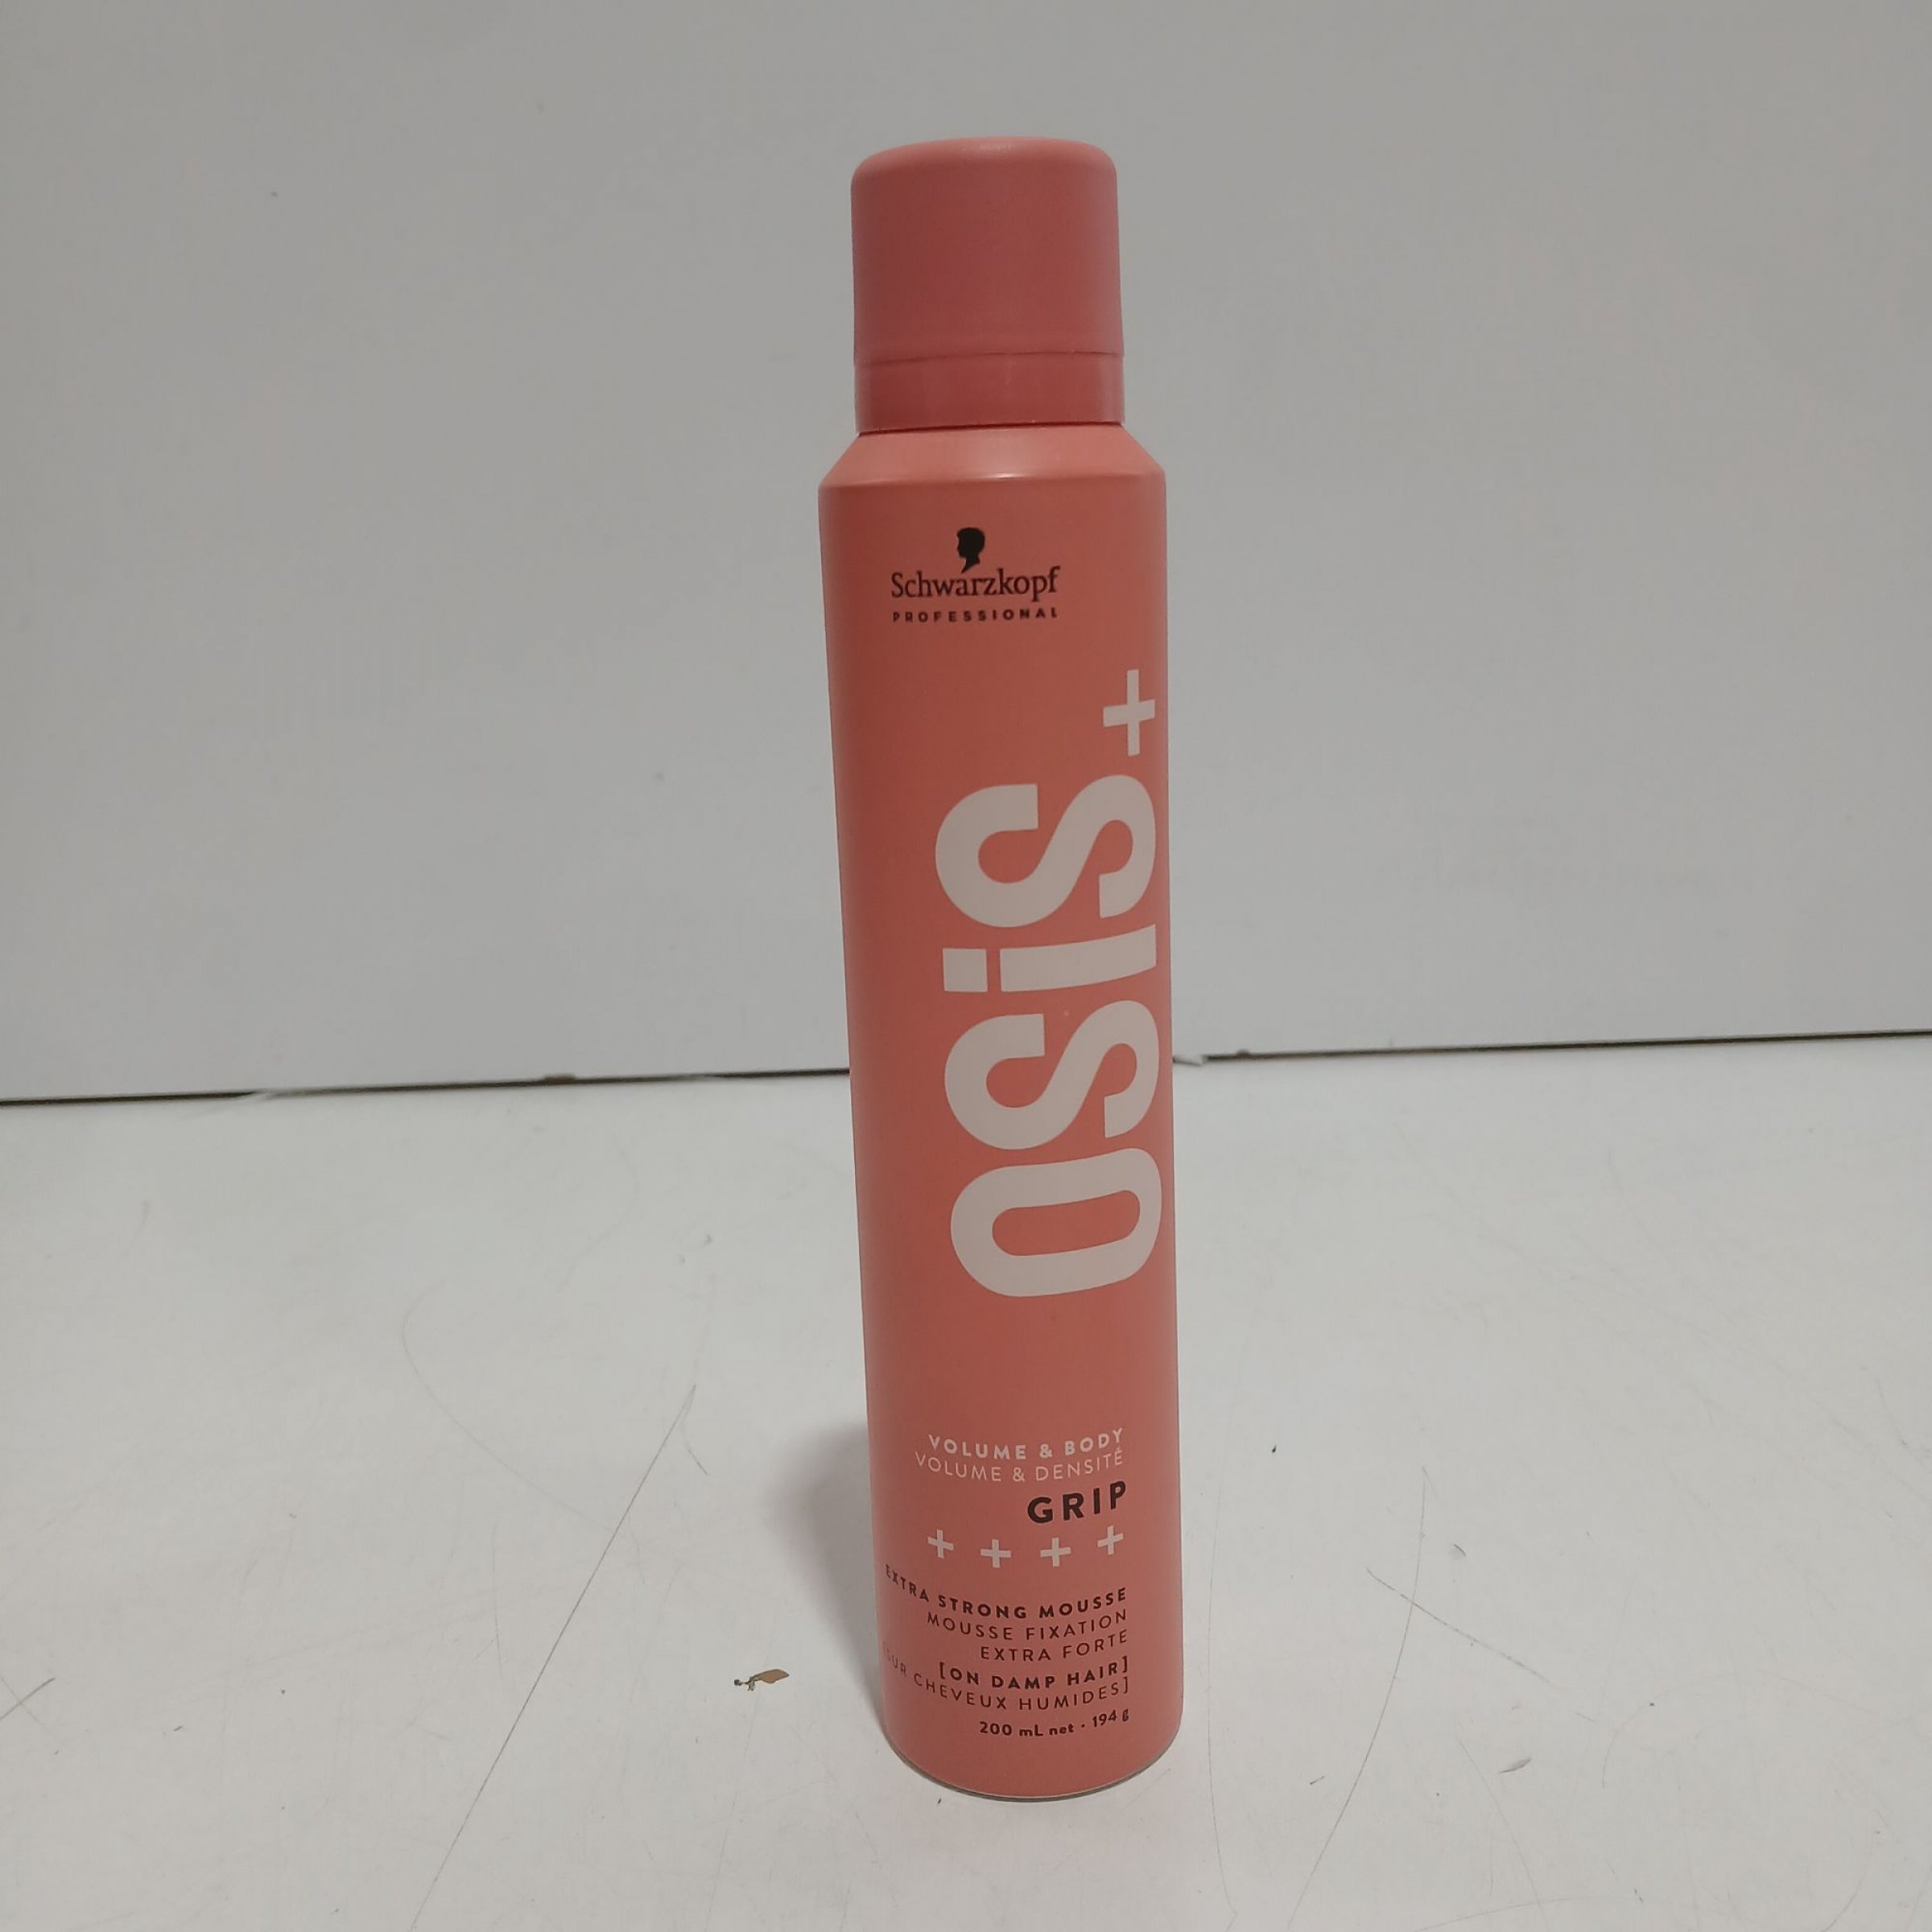 Schwarzkopf
PROFESSIONAL
OSiS+
VOLUME & BODY
VOLUME & DENSITÉ
GRIP
++++
EXTRA STRONG MOUSSE
MOUSSE FIXATION
EXTRA FORTE
[ON DAMP HAIR]
[SUR CHEVEUX HUMIDES]
200 mL net · 194 g